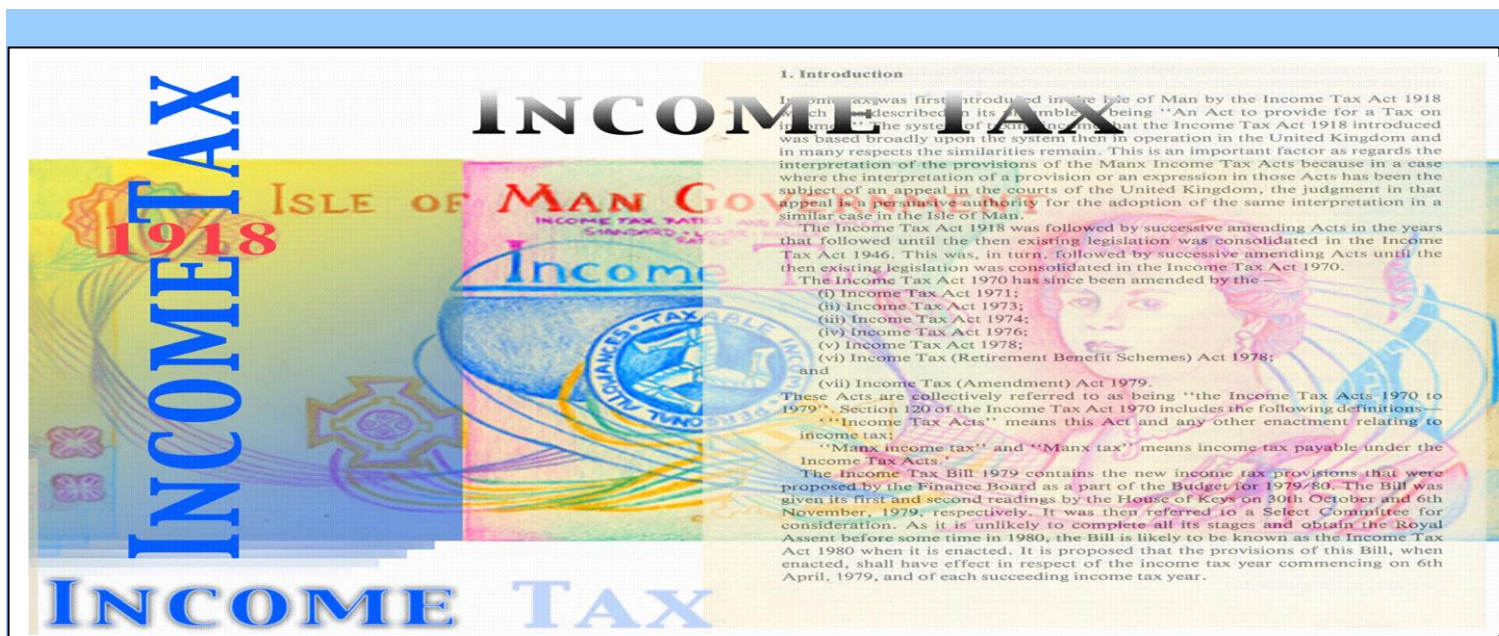 INCOME TAX
1918
INCOME TAX
ISLE OF MAN GOVERNMENT
INCOME TAX RATES AND
STANDARD LOWER
RATES
Income Tax
PERSONAL ALLOWANCES TAXABLE INCOME
INCOME TAX
1. Introduction
Income tax was first introduced in the Isle of Man by the Income Tax Act 1918
which described in its preamble being "An Act to provide for a Tax on
incomes." The system of taxing income that the Income Tax Act 1918 introduced
was based broadly upon the system then in operation in the United Kingdom and
in many respects the similarities remain. This is an important factor as regards the
interpretation of the provisions of the Manx Income Tax Acts because in a case
where the interpretation of a provision or an expression in those Acts has been the
subject of an appeal in the courts of the United Kingdom, the judgment in that
appeal is a persuasive authority for the adoption of the same interpretation in a
similar case in the Isle of Man.
The Income Tax Act 1918 was followed by successive amending Acts in the years
that followed until the then existing legislation was consolidated in the Income
Tax Act 1946. This was, in turn, followed by successive amending Acts until the
then existing legislation was consolidated in the Income Tax Act 1970.
The Income Tax Act 1970 has since been amended by the —
(i) Income Tax Act 1971;
(ii) Income Tax Act 1973;
(iii) Income Tax Act 1974;
(iv) Income Tax Act 1976;
(v) Income Tax Act 1978;
(vi) Income Tax (Retirement Benefit Schemes) Act 1978;
and
(vii) Income Tax (Amendment) Act 1979.
These Acts are collectively referred to as being "the Income Tax Acts 1970 to
1979". Section 120 of the Income Tax Act 1970 includes the following definitions—
'"Income Tax Acts" means this Act and any other enactment relating to
income tax;
"Manx income tax" and "Manx tax" means income tax payable under the
Income Tax Acts.'
The Income Tax Bill 1979 contains the new income tax provisions that were
proposed by the Finance Board as a part of the Budget for 1979/80. The Bill was
given its first and second readings by the House of Keys on 30th October and 6th
November, 1979, respectively. It was then referred to a Select Committee for
consideration. As it is unlikely to complete all its stages and obtain the Royal
Assent before some time in 1980, the Bill is likely to be known as the Income Tax
Act 1980 when it is enacted. It is proposed that the provisions of this Bill, when
enacted, shall have effect in respect of the income tax year commencing on 6th
April, 1979, and of each succeeding income tax year.